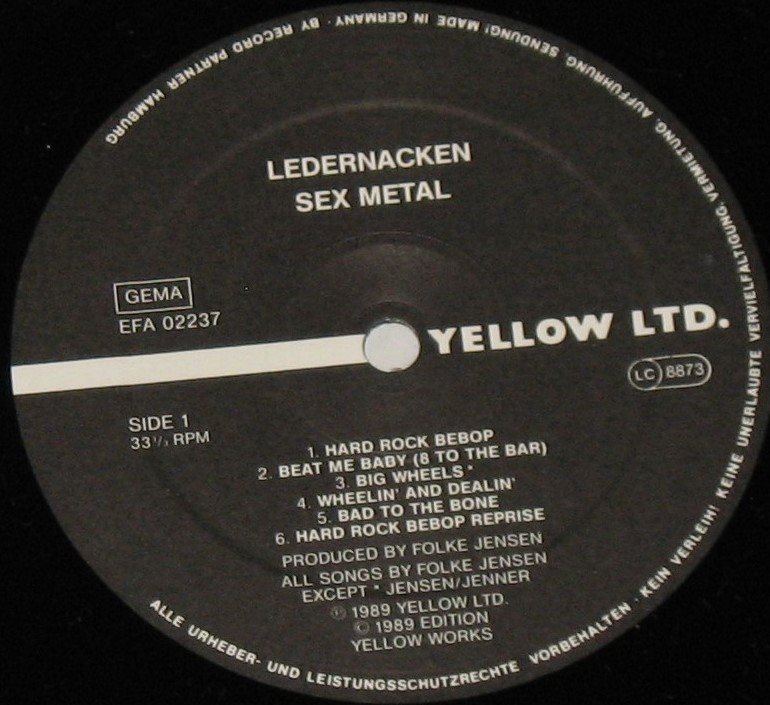 LEDERNACKEN
SEX METAL
GEMA
EFA 02237
YELLOW LTD.
LC 8873
SIDE 1
33 1/3 RPM
1. HARD ROCK BEBOP
2. BEAT ME BABY (8 TO THE BAR)
3. BIG WHEELS*
4. WHEELIN' AND DEALIN'
5. BAD TO THE BONE
6. HARD ROCK BEBOP REPRISE
PRODUCED BY FOLKE JENSEN
ALL SONGS BY FOLKE JENSEN
EXCEPT * JENSEN/JENNER
℗ 1989 YELLOW LTD.
© 1989 EDITION
YELLOW WORKS
ALLE URHEBER- UND LEISTUNGSSCHUTZRECHTE VORBEHALTEN · KEIN VERLEIH! KEINE UNERLAUBTE VERVIELFÄLTIGUNG, VERMIETUNG, AUFFÜHRUNG, SENDUNG! MADE IN GERMANY · BY RECORD PARTNER HAMBURG